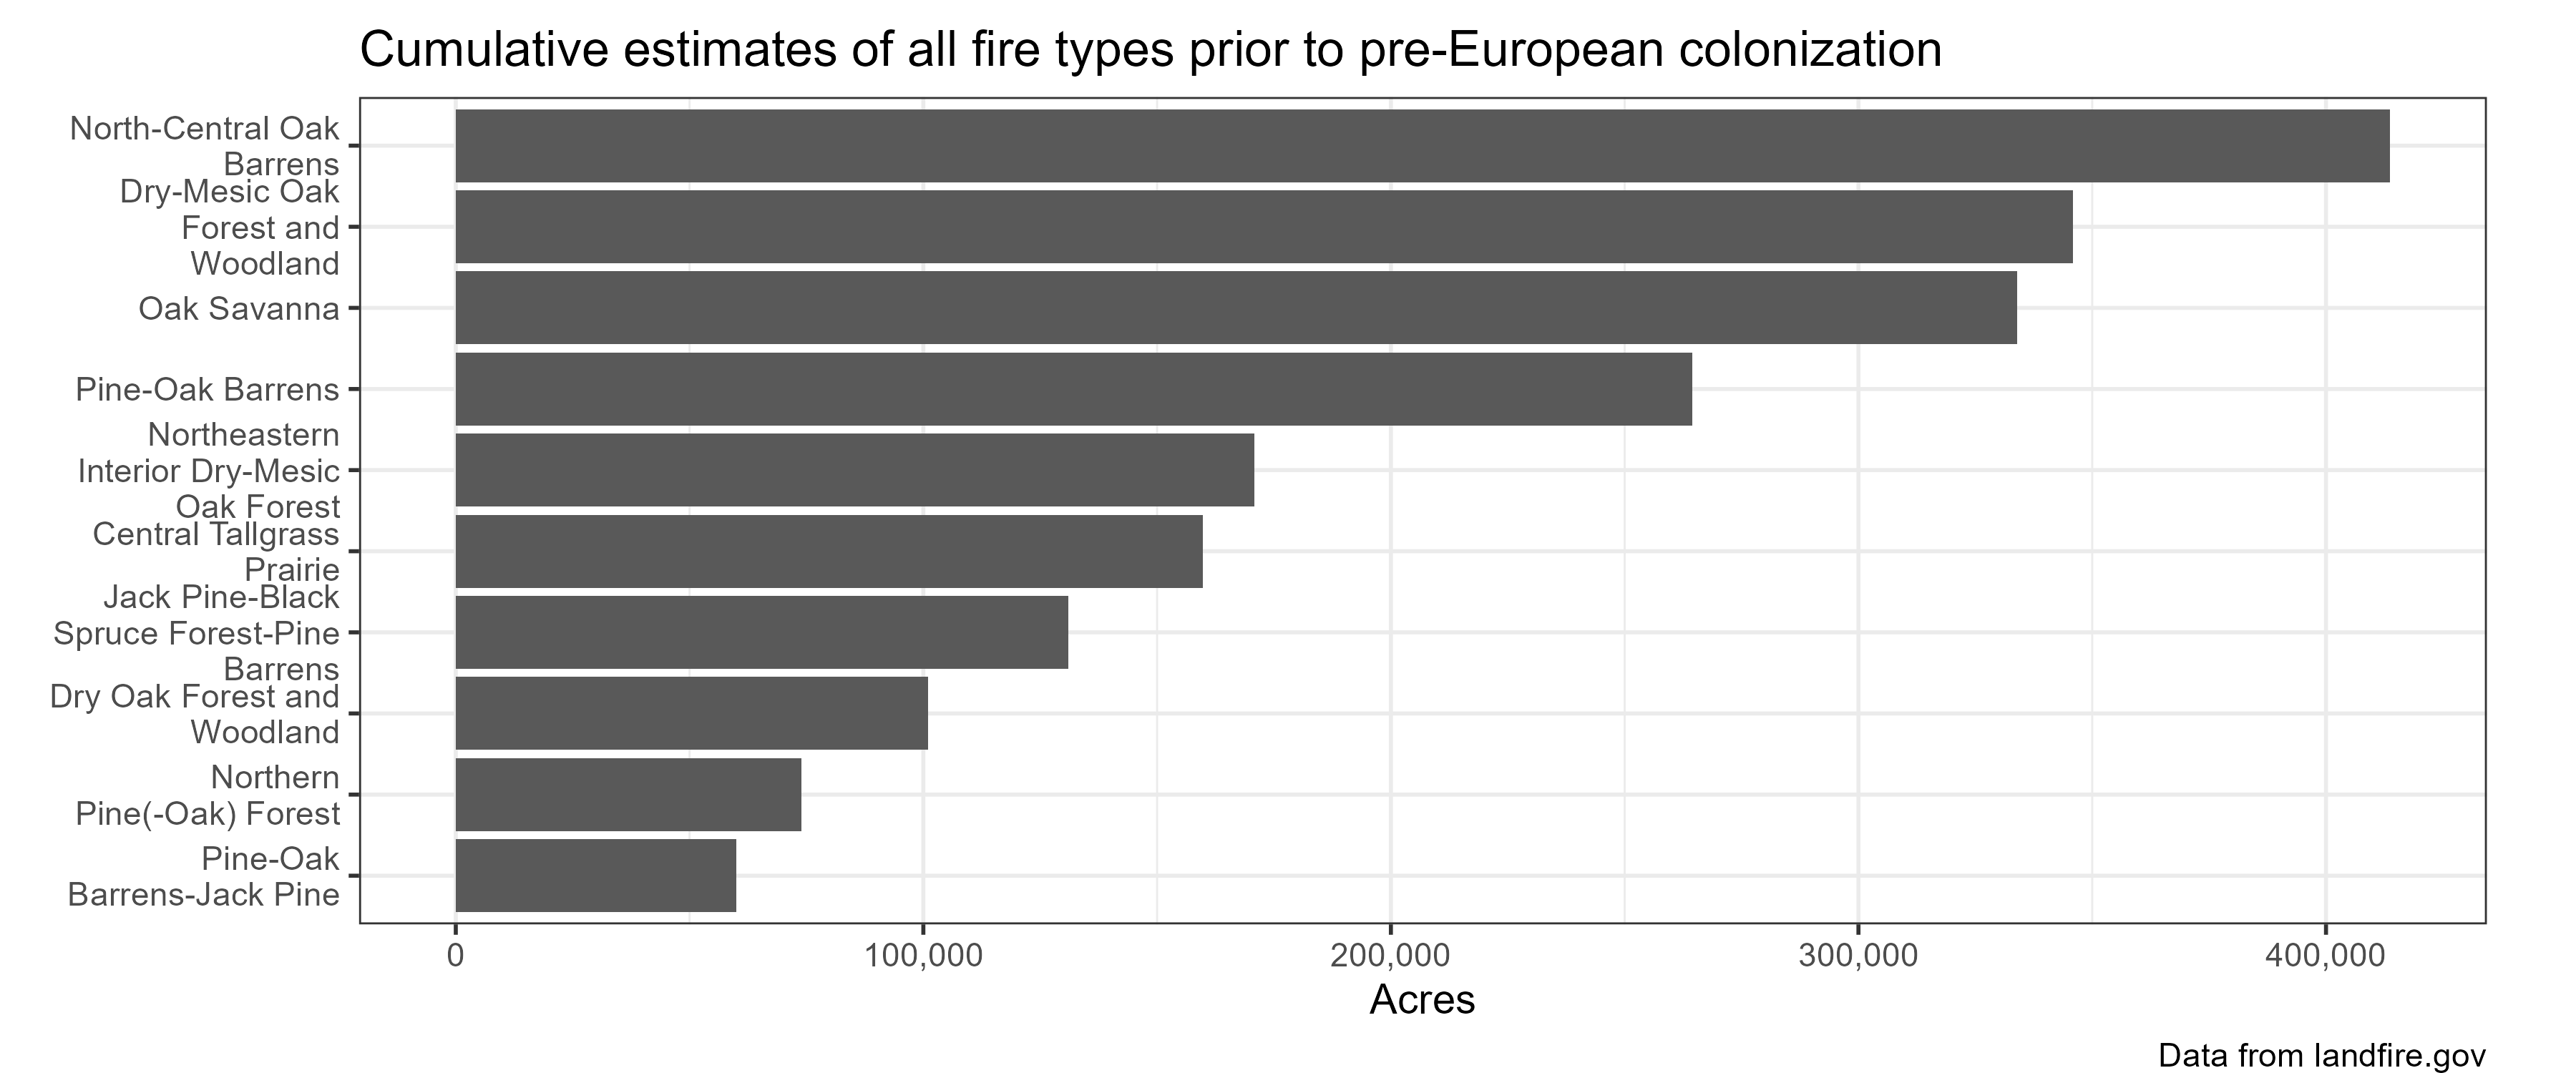 Cumulative estimates of all fire types prior to pre-European colonization
North-Central Oak
Barrens
Dry-Mesic Oak
Forest and
Woodland
Oak Savanna
Pine-Oak Barrens
Northeastern
Interior Dry-Mesic
Oak Forest
Central Tallgrass
Prairie
Jack Pine-Black
Spruce Forest-Pine
Barrens
Dry Oak Forest and
Woodland
Northern
Pine(-Oak) Forest
Pine-Oak
Barrens-Jack Pine
0 100,000 200,000 300,000 400,000
Acres
Data from landfire.gov